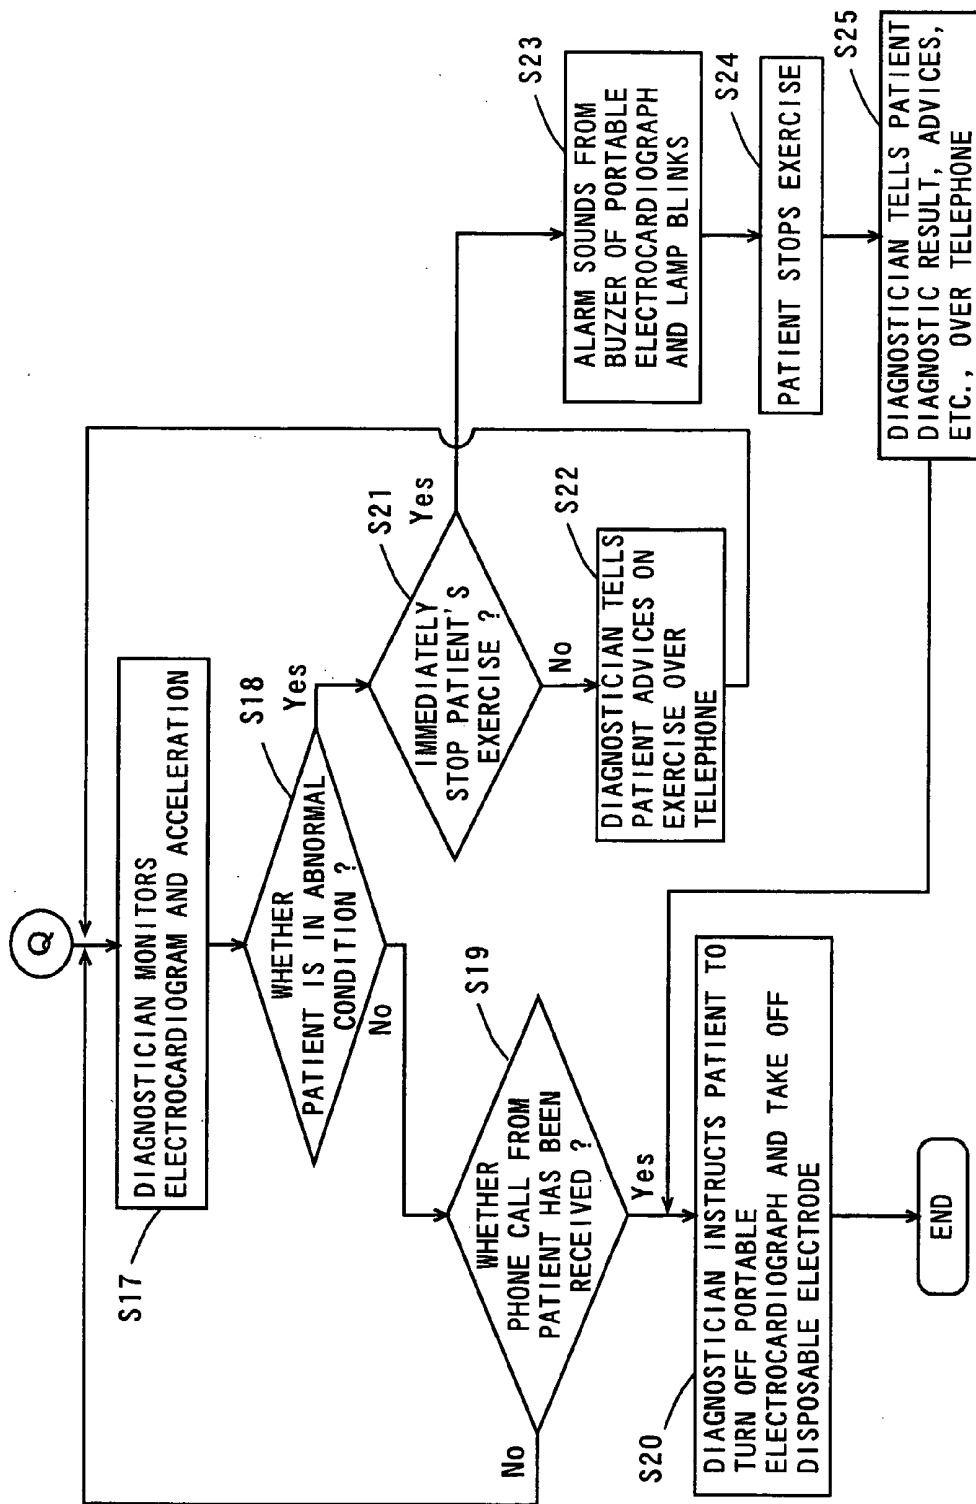 Q
S17
DIAGNOSTICIAN MONITORS
ELECTROCARDIOGRAM AND ACCELERATION
S18
WHETHER
PATIENT IS IN ABNORMAL
CONDITION ?
Yes
No
S19
WHETHER
PHONE CALL FROM
PATIENT HAS BEEN
RECEIVED ?
No
Yes
S20
DIAGNOSTICIAN INSTRUCTS PATIENT TO
TURN OFF PORTABLE
ELECTROCARDIOGRAPH AND TAKE OFF
DISPOSABLE ELECTRODE
END
S21
IMMEDIATELY
STOP PATIENT'S
EXERCISE ?
Yes
No
S22
DIAGNOSTICIAN TELLS
PATIENT ADVICES ON
EXERCISE OVER
TELEPHONE
S23
ALARM SOUNDS FROM
BUZZER OF PORTABLE
ELECTROCARDIOGRAPH
AND LAMP BLINKS
S24
PATIENT STOPS EXERCISE
S25
DIAGNOSTICIAN TELLS PATIENT
DIAGNOSTIC RESULT, ADVICES,
ETC., OVER TELEPHONE